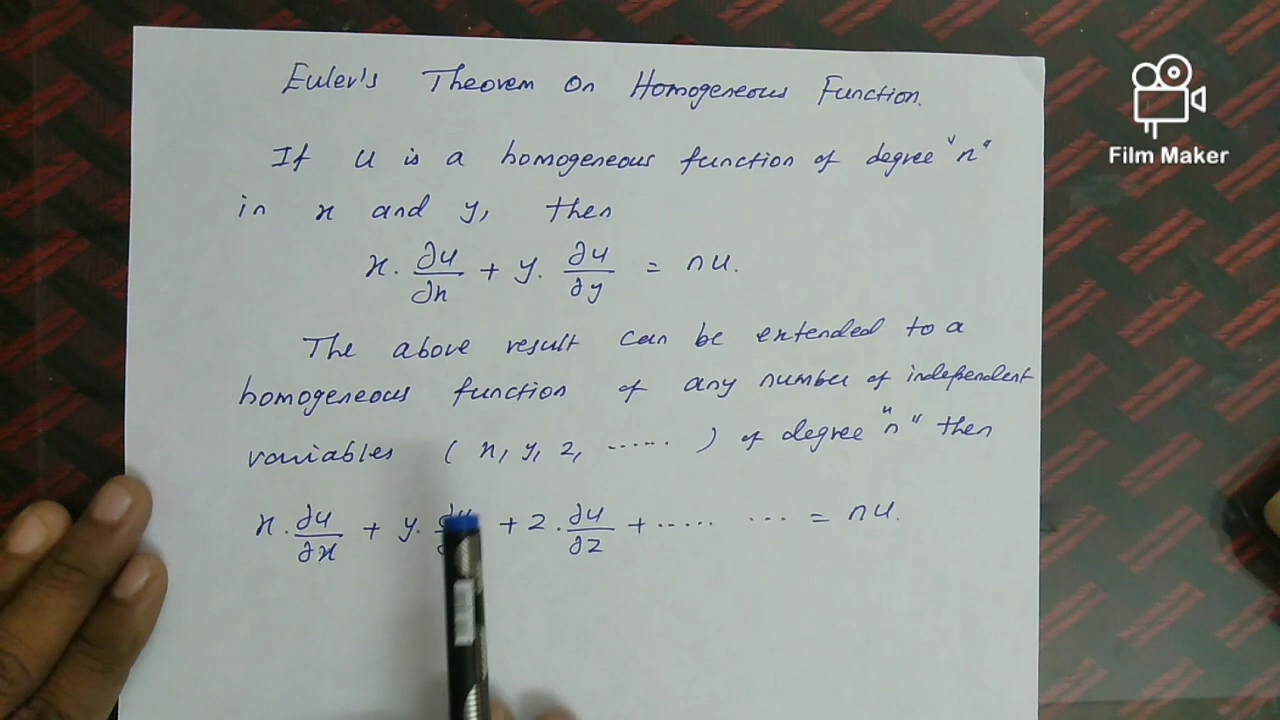 Euler's Theorem On Homogeneous Function.
If u is a homogeneous function of degree "n"
in x and y, then
x. ∂u/∂x + y. ∂u/∂y = nu.
The above result can be extended to a
homogeneous function of any number of independent
variables (x, y, z, ......) of degree "n" then
x. ∂u/∂x + y. + z. ∂u/∂z + ..... ... = nu.
Film Maker